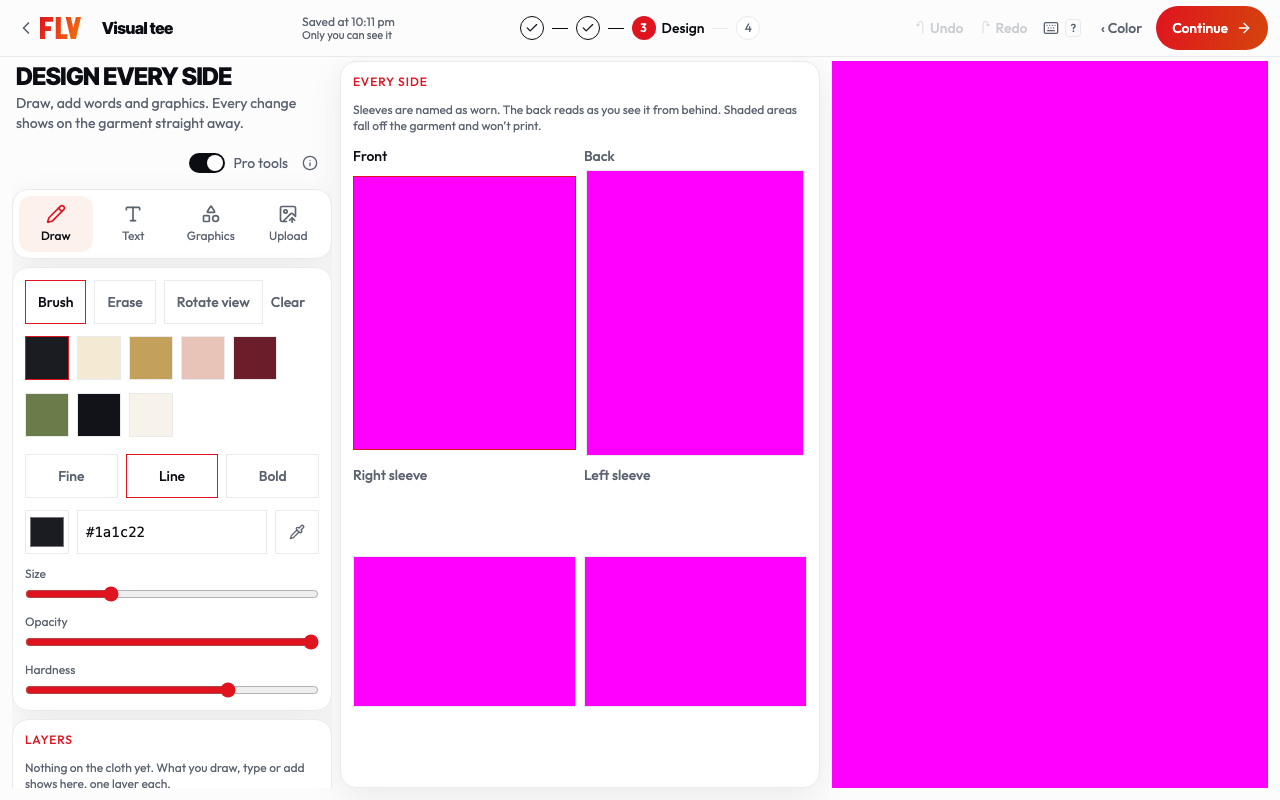 FLV
Visual tee
Saved at 10:11 pm
Only you can see it
3 Design
4
Undo
Redo
?
‹ Color
Continue
DESIGN EVERY SIDE
Draw, add words and graphics. Every change
shows on the garment straight away.
Pro tools
Draw
Text
Graphics
Upload
Brush
Erase
Rotate view
Clear
Fine
Line
Bold
#1a1c22
Size
Opacity
Hardness
LAYERS
Nothing on the cloth yet. What you draw, type or add
shows here, one layer each.
EVERY SIDE
Sleeves are named as worn. The back reads as you see it from behind. Shaded areas
fall off the garment and won't print.
Front
Back
Right sleeve
Left sleeve